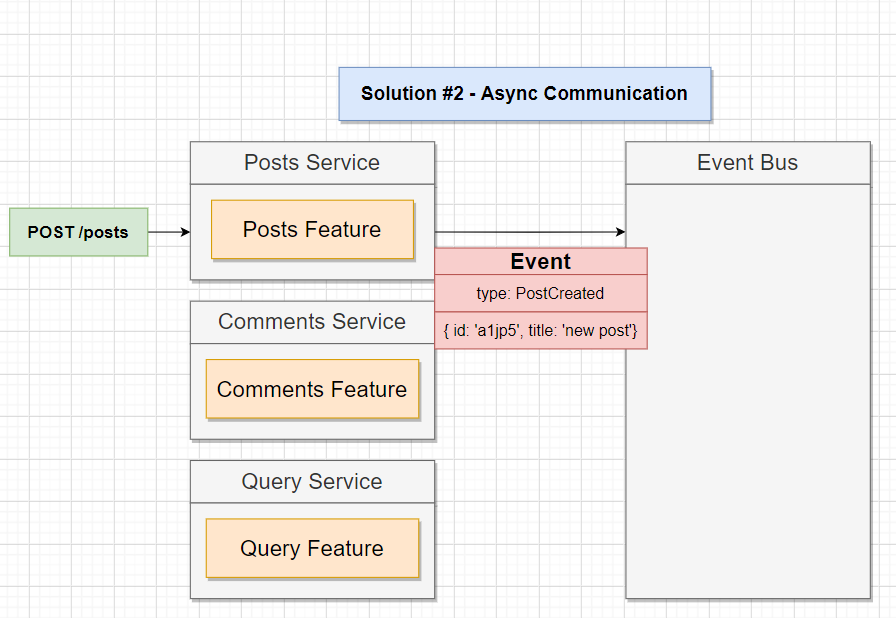 Solution #2 - Async Communication
Posts Service
Event Bus
POST /posts
Posts Feature
Event
type: PostCreated
{ id: 'a1jp5', title: 'new post'}
Comments Service
Comments Feature
Query Service
Query Feature